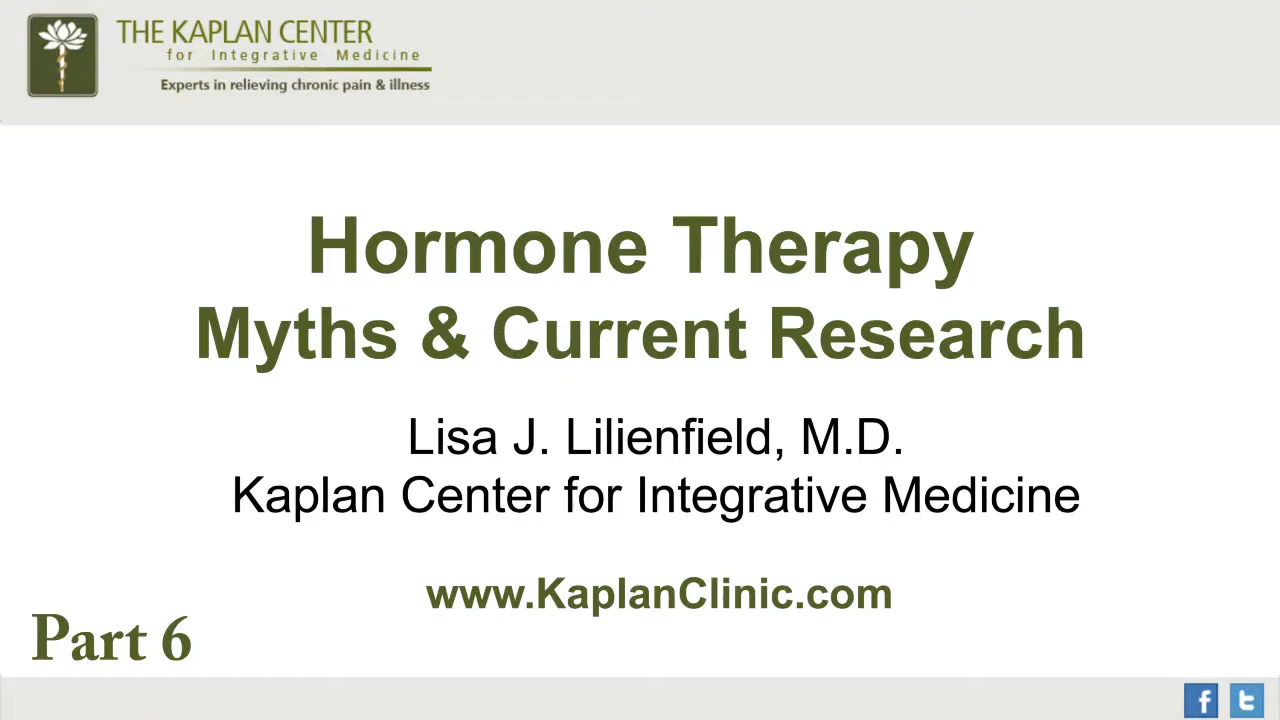 THE KAPLAN CENTER
for Integrative Medicine
Experts in relieving chronic pain & illness
Hormone Therapy
Myths & Current Research
Lisa J. Lilienfield, M.D.
Kaplan Center for Integrative Medicine
www.KaplanClinic.com
Part 6
f t